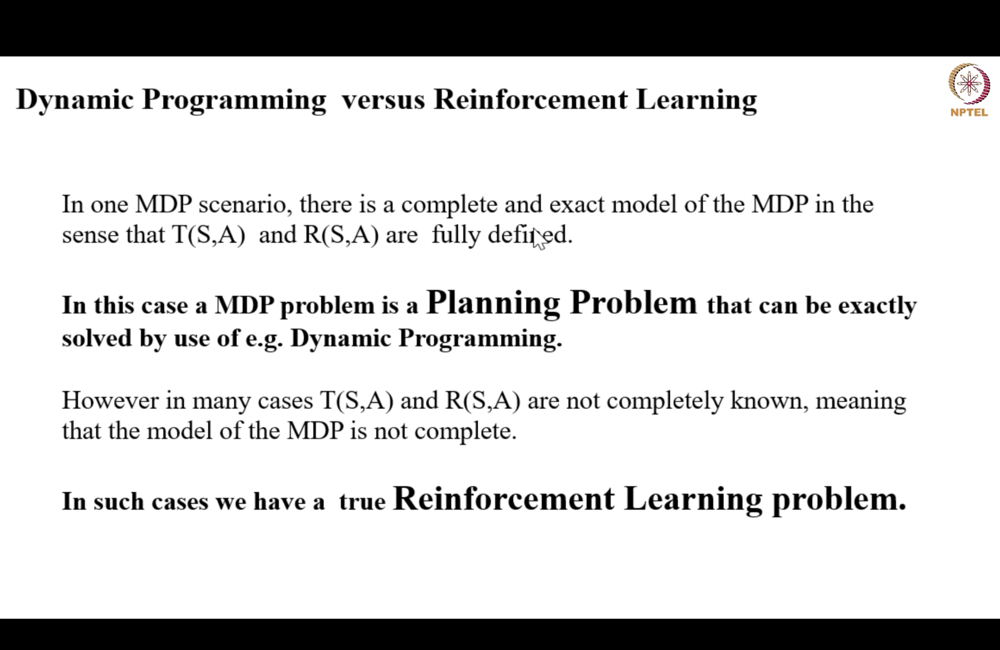 Dynamic Programming versus Reinforcement Learning
NPTEL
In one MDP scenario, there is a complete and exact model of the MDP in the
sense that T(S,A) and R(S,A) are fully defined.
In this case a MDP problem is a Planning Problem that can be exactly
solved by use of e.g. Dynamic Programming.
However in many cases T(S,A) and R(S,A) are not completely known, meaning
that the model of the MDP is not complete.
In such cases we have a true Reinforcement Learning problem.